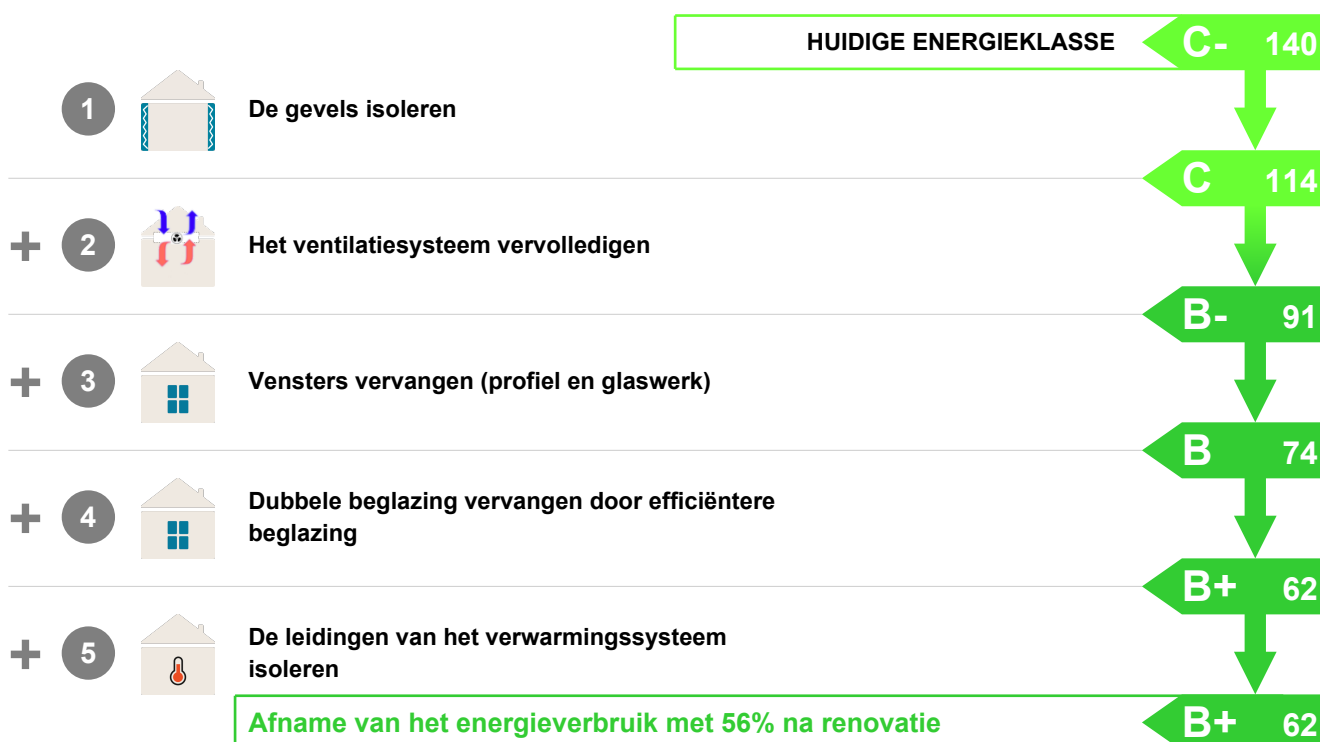 HUIDIGE ENERGIEKLASSE C- 140
1 De gevels isoleren
C 114
+ 2 Het ventilatiesysteem vervolledigen
B- 91
+ 3 Vensters vervangen (profiel en glaswerk)
B 74
+ 4 Dubbele beglazing vervangen door efficiëntere
beglazing
B+ 62
+ 5 De leidingen van het verwarmingssysteem
isoleren
Afname van het energieverbruik met 56% na renovatie B+ 62